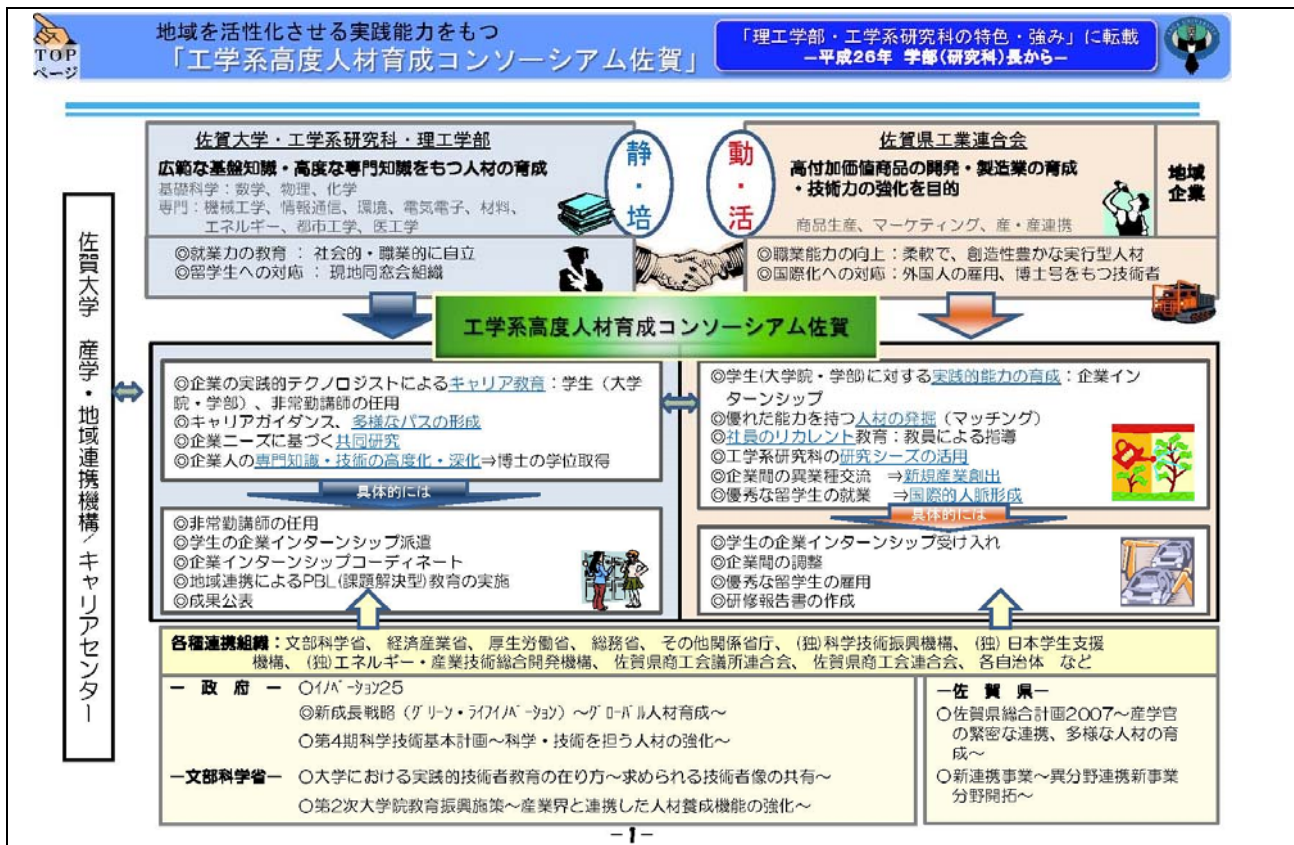 TOP
ページ
地域を活性化させる実践能力をもつ
「工学系高度人材育成コンソーシアム佐賀」
「理工学部・工学系研究科の特色・強み」に転載
－平成26年 学部(研究科)長から－
佐賀大学・工学系研究科・理工学部
広範な基盤知識・高度な専門知識をもつ人材の育成
基礎科学：数学、物理、化学
専門：機械工学、情報通信、環境、電気電子、材料、
エネルギー、都市工学、医工学
静・培
動・活
佐賀県工業連合会
高付加価値商品の開発・製造業の育成
・技術力の強化を目的
商品生産、マーケティング、産・産連携
地域
企業
◎就業力の教育：社会的・職業的に自立
◎留学生への対応：現地同窓会組織
◎職業能力の向上：柔軟で、創造性豊かな実行型人材
◎国際化への対応：外国人の雇用、博士号をもつ技術者
佐賀大学 産学・地域連携機構／キャリアセンター
工学系高度人材育成コンソーシアム佐賀
◎企業の実践的テクノロジストによるキャリア教育：学生（大学
院・学部）、非常勤講師の任用
◎キャリアガイダンス、多様なパスの形成
◎企業ニーズに基づく共同研究
◎企業人の専門知識・技術の高度化・深化⇒博士の学位取得
具体的には
◎非常勤講師の任用
◎学生の企業インターンシップ派遣
◎企業インターンシップコーディネート
◎地域連携によるPBL(課題解決型)教育の実施
◎成果公表
◎学生(大学院・学部)に対する実践的能力の育成：企業イン
ターンシップ
◎優れた能力を持つ人材の発掘（マッチング）
◎社員のリカレント教育：教員による指導
◎工学系研究科の研究シーズの活用
◎企業間の異業種交流 ⇒新規産業創出
◎優秀な留学生の就業 ⇒国際的人脈形成
具体的には
◎学生の企業インターンシップ受け入れ
◎企業間の調整
◎優秀な留学生の雇用
◎研修報告書の作成
各種連携組織：文部科学省、経済産業省、厚生労働省、総務省、その他関係省庁、(独)科学技術振興機構、(独)日本学生支援
機構、(独)エネルギー・産業技術総合開発機構、佐賀県商工会議所連合会、佐賀県商工会連合会、各自治体 など
－ 政 府 － ○ｲﾉﾍﾞｰｼｮﾝ25
◎新成長戦略（ｸﾞﾘｰﾝ・ﾗｲﾌｲﾉﾍﾞｰｼｮﾝ）～ｸﾞﾛｰﾊﾞﾙ人材育成～
○第4期科学技術基本計画～科学・技術を担う人材の強化～
－文部科学省－ ○大学における実践的技術者教育の在り方～求められる技術者像の共有～
○第2次大学院教育振興施策～産業界と連携した人材養成機能の強化～
－佐 賀 県－
○佐賀県総合計画2007～産学官
の緊密な連携、多様な人材の育
成～
○新連携事業～異分野連携新事業
分野開拓～
－1－